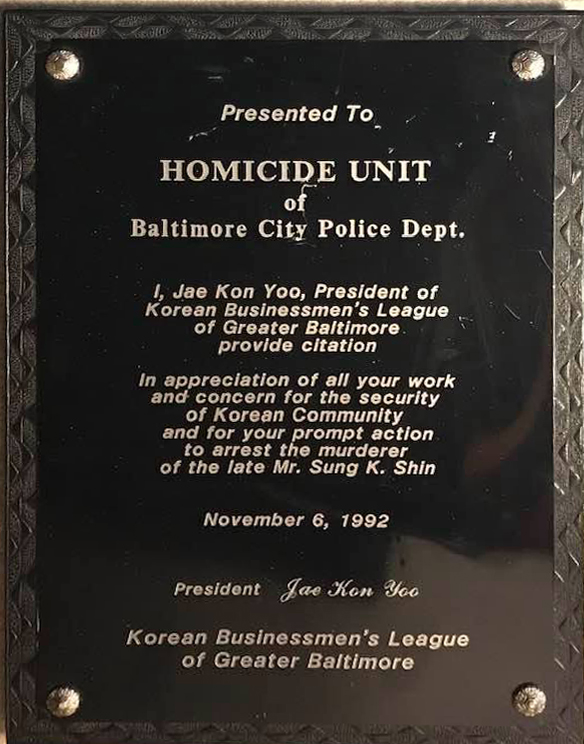 Presented To
HOMICIDE UNIT
of
Baltimore City Police Dept.
I, Jae Kon Yoo, President of
Korean Businessmen's League
of Greater Baltimore
provide citation
In appreciation of all your work
and concern for the security
of Korean Community
and for your prompt action
to arrest the murderer
of the late Mr. Sung K. Shin
November 6, 1992
President Jae Kon Yoo
Korean Businessmen's League
of Greater Baltimore